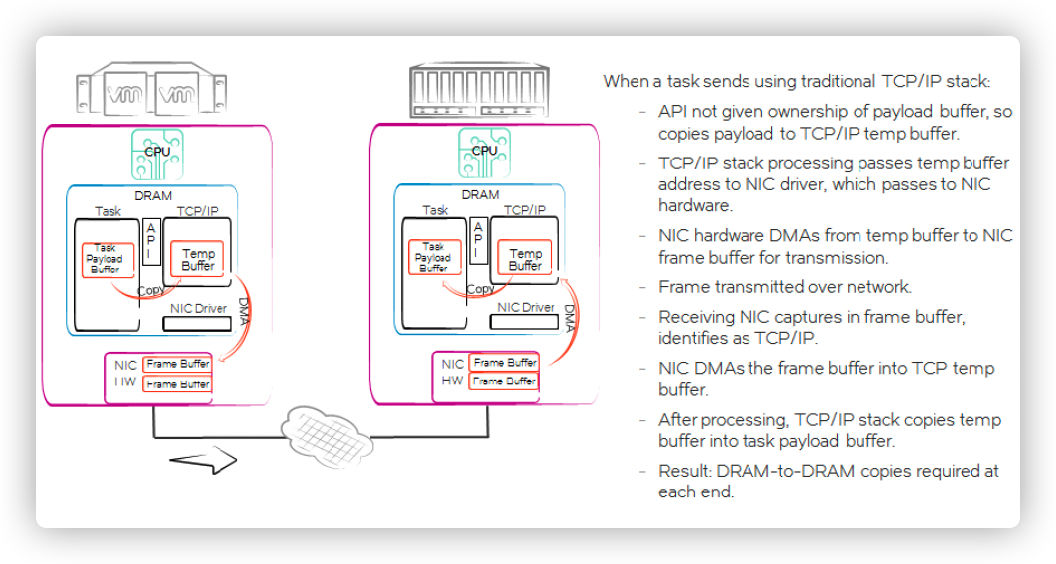 vm vm
CPU
DRAM
Task TCP/IP
A
P
I
Task
Payload
Buffer
Temp
Buffer
Copy
NIC Driver
DMA
NIC Frame Buffer
HW Frame Buffer
CPU
DRAM
Task TCP/IP
A
P
I
Task
Payload
Buffer
Temp
Buffer
Copy
NIC Driver
DMA
NIC Frame Buffer
HW Frame Buffer
When a task sends using traditional TCP/IP stack:
- API not given ownership of payload buffer, so
copies payload to TCP/IP temp buffer.
- TCP/IP stack processing passes temp buffer
address to NIC driver, which passes to NIC
hardware.
- NIC hardware DMAs from temp buffer to NIC
frame buffer for transmission.
- Frame transmitted over network.
- Receiving NIC captures in frame buffer,
identifies as TCP/IP.
- NIC DMAs the frame buffer into TCP temp
buffer.
- After processing, TCP/IP stack copies temp
buffer into task payload buffer.
- Result: DRAM-to-DRAM copies required at
each end.